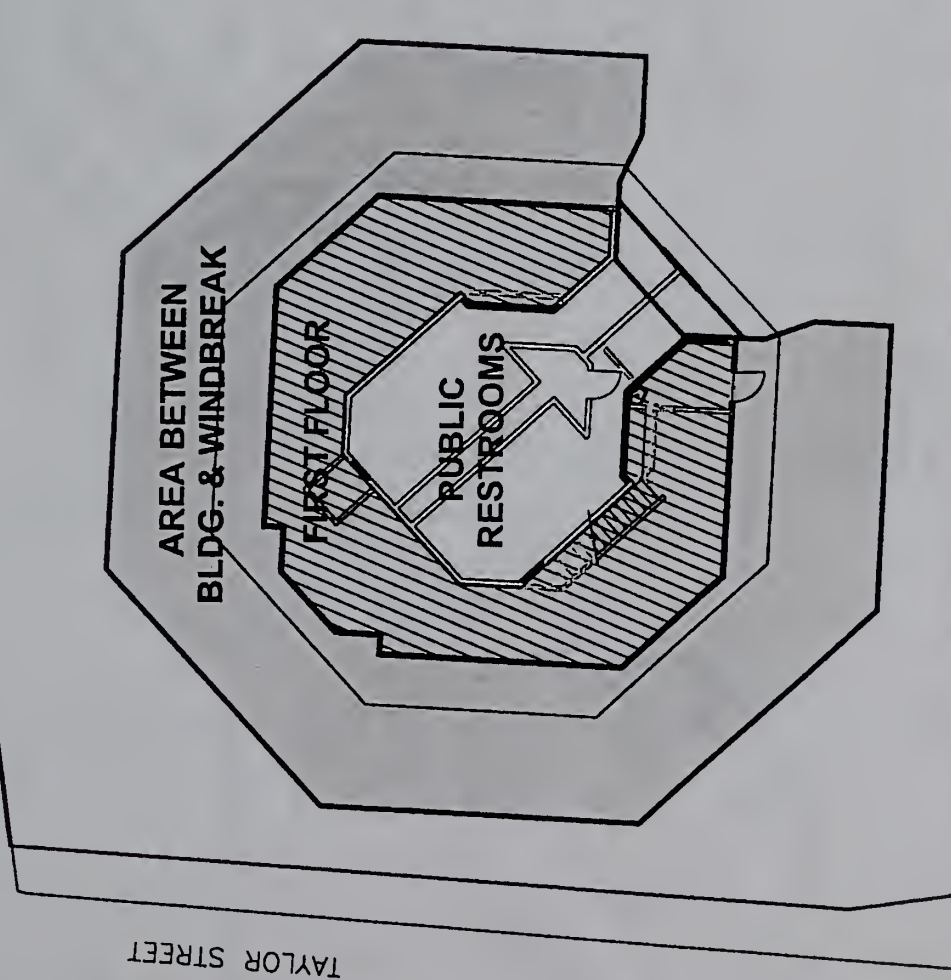 AREA BETWEEN
BLDG. & WINDBREAK
FIRST FLOOR
PUBLIC
RESTROOMS
TAYLOR STREET